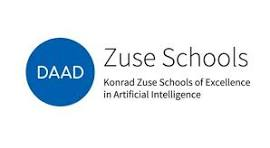 DAAD
Zuse Schools
Konrad Zuse Schools of Excellence
in Artificial Intelligence